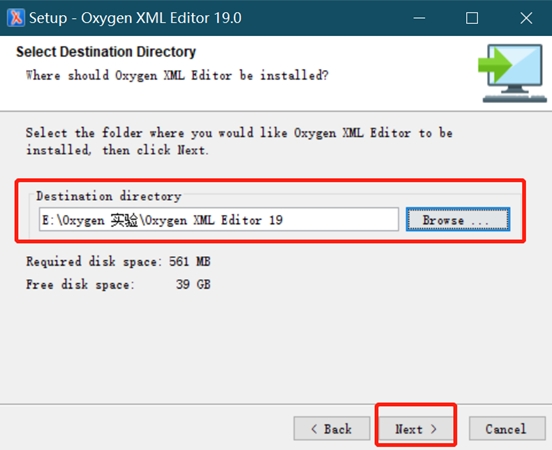 Setup - Oxygen XML Editor 19.0
Select Destination Directory
Where should Oxygen XML Editor be installed?
Select the folder where you would like Oxygen XML Editor to be
installed, then click Next.
Destination directory
E:\Oxygen 实验\Oxygen XML Editor 19
Browse ...
Required disk space: 561 MB
Free disk space: 39 GB
< Back
Next >
Cancel